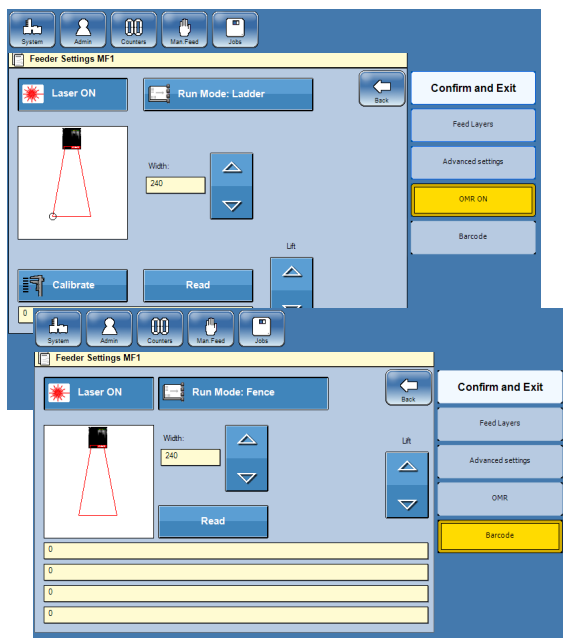 System Admin Counters Man.Feed Jobs
Feeder Settings MF1
Laser ON
Run Mode: Ladder
Back
Confirm and Exit
Feed Layers
Advanced settings
OMR ON
Barcode
Width:
240
Lift
Calibrate
Read
0
System Admin Counters Man.Feed Jobs
Feeder Settings MF1
Laser ON
Run Mode: Fence
Back
Confirm and Exit
Feed Layers
Advanced settings
OMR
Barcode
Width:
240
Lift
Read
0
0
0
0